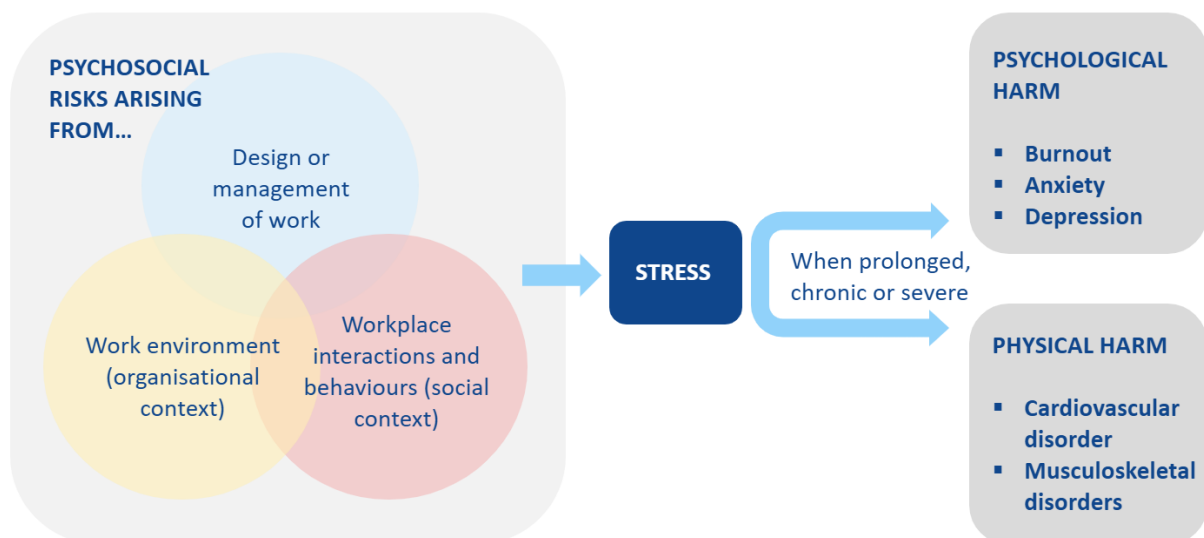 PSYCHOSOCIAL
RISKS ARISING
FROM…
Design or
management
of work
Work environment
(organisational
context)
Workplace
interactions and
behaviours (social
context)
STRESS
When prolonged,
chronic or severe
PSYCHOLOGICAL
HARM
▪ Burnout
▪ Anxiety
▪ Depression
PHYSICAL HARM
▪ Cardiovascular
disorder
▪ Musculoskeletal
disorders